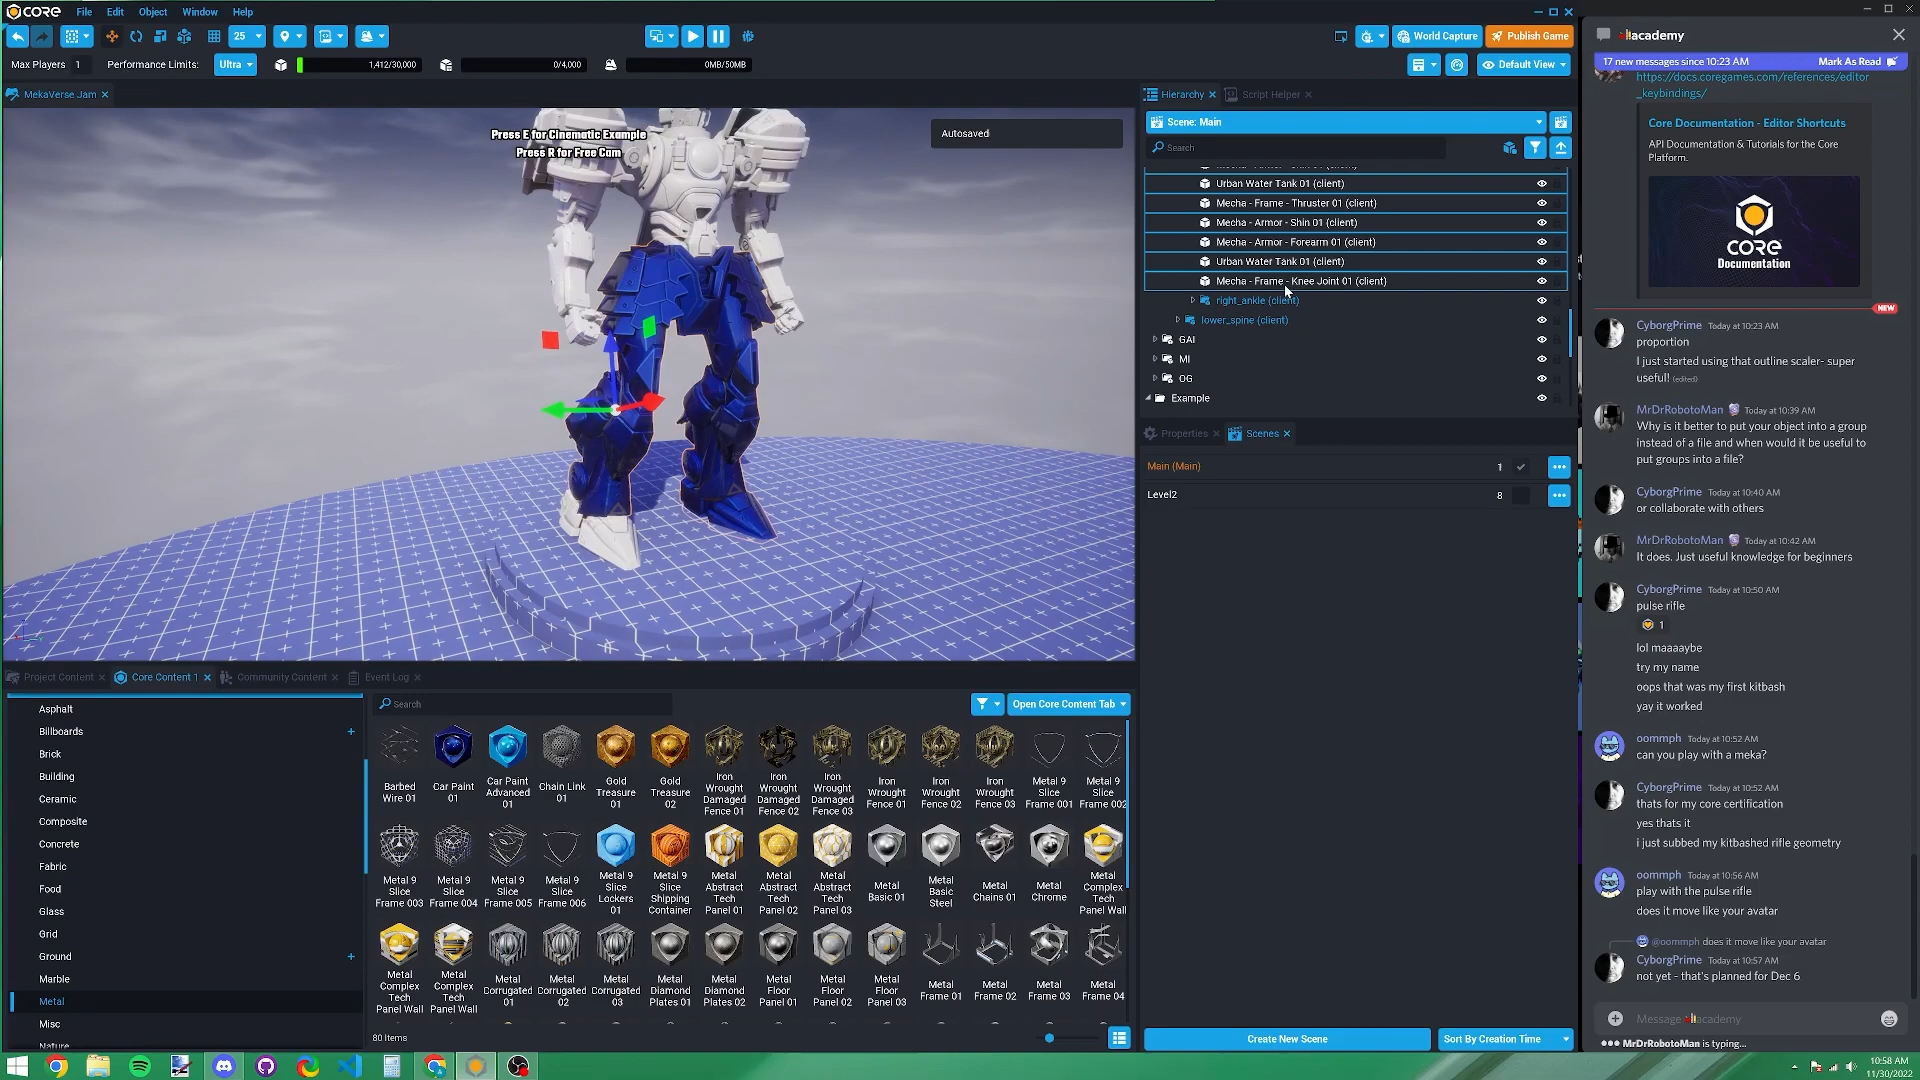 CORE File Edit Object Window Help
25 World Capture Publish Game
Max Players 1 Performance Limits: Ultra 1,412/30,000 0/4,000 0MB/50MB Default View
MekaVerse Jam
Press E for Cinematic Example
Press R for Free Cam
Autosaved
Hierarchy Script Helper
Scene: Main
Search
Urban Water Tank 01 (client)
Mecha - Frame - Thruster 01 (client)
Mecha - Armor - Shin 01 (client)
Mecha - Armor - Forearm 01 (client)
Urban Water Tank 01 (client)
Mecha - Frame - Knee Joint 01 (client)
right_ankle (client)
lower_spine (client)
GAI
MI
OG
Example
Properties Scenes
Main (Main) 1
Level2 8
Create New Scene Sort By Creation Time
Project Content Core Content 1 Community Content Event Log
Asphalt
Billboards
Brick
Building
Ceramic
Composite
Concrete
Fabric
Food
Glass
Grid
Ground
Marble
Metal
Misc
Nature
Search Open Core Content Tab
Barbed Wire 01
Car Paint 01
Car Paint Advanced 01
Chain Link 01
Gold Treasure 01
Gold Treasure 02
Iron Wrought Damaged Fence 01
Iron Wrought Damaged Fence 02
Iron Wrought Damaged Fence 03
Iron Wrought Fence 01
Iron Wrought Fence 02
Iron Wrought Fence 03
Metal 9 Slice Frame 001
Metal 9 Slice Frame 002
Metal 9 Slice Frame 003
Metal 9 Slice Frame 004
Metal 9 Slice Frame 005
Metal 9 Slice Frame 006
Metal 9 Slice Lockers 01
Metal 9 Slice Shipping Container
Metal Abstract Tech Panel 01
Metal Abstract Tech Panel 02
Metal Abstract Tech Panel 03
Metal Basic 01
Metal Basic Steel
Metal Chains 01
Metal Chrome
Metal Complex Tech Panel Wall
Metal Complex Tech Panel Wall
Metal Complex Tech Panel Wall
Metal Corrugated 01
Metal Corrugated 02
Metal Corrugated 03
Metal Diamond Plates 01
Metal Diamond Plates 02
Metal Floor Panel 01
Metal Floor Panel 02
Metal Floor Panel 03
Metal Frame 01
Metal Frame 02
Metal Frame 03
Metal Frame 04
80 Items
academy
17 new messages since 10:23 AM Mark As Read
https://docs.coregames.com/references/editor
_keybindings/
Core Documentation - Editor Shortcuts
API Documentation & Tutorials for the Core
Platform.
CORE
Documentation
NEW
CyborgPrime Today at 10:23 AM
proportion
I just started using that outline scaler- super
useful! (edited)
MrDrRobotoMan Today at 10:39 AM
Why is it better to put your object into a group
instead of a file and when would it be useful to
put groups into a file?
CyborgPrime Today at 10:40 AM
or collaborate with others
MrDrRobotoMan Today at 10:42 AM
It does. Just useful knowledge for beginners
CyborgPrime Today at 10:50 AM
pulse rifle
1
lol maaaaybe
try my name
oops that was my first kitbash
yay it worked
oommph Today at 10:52 AM
can you play with a meka?
CyborgPrime Today at 10:52 AM
thats for my core certification
yes thats it
i just subbed my kitbashed rifle geometry
oommph Today at 10:56 AM
play with the pulse rifle
does it move like your avatar
@oommph does it move like your avatar
CyborgPrime Today at 10:57 AM
not yet - that's planned for Dec 6
Message academy
MrDrRobotoMan is typing...
10:58 AM
11/30/2022